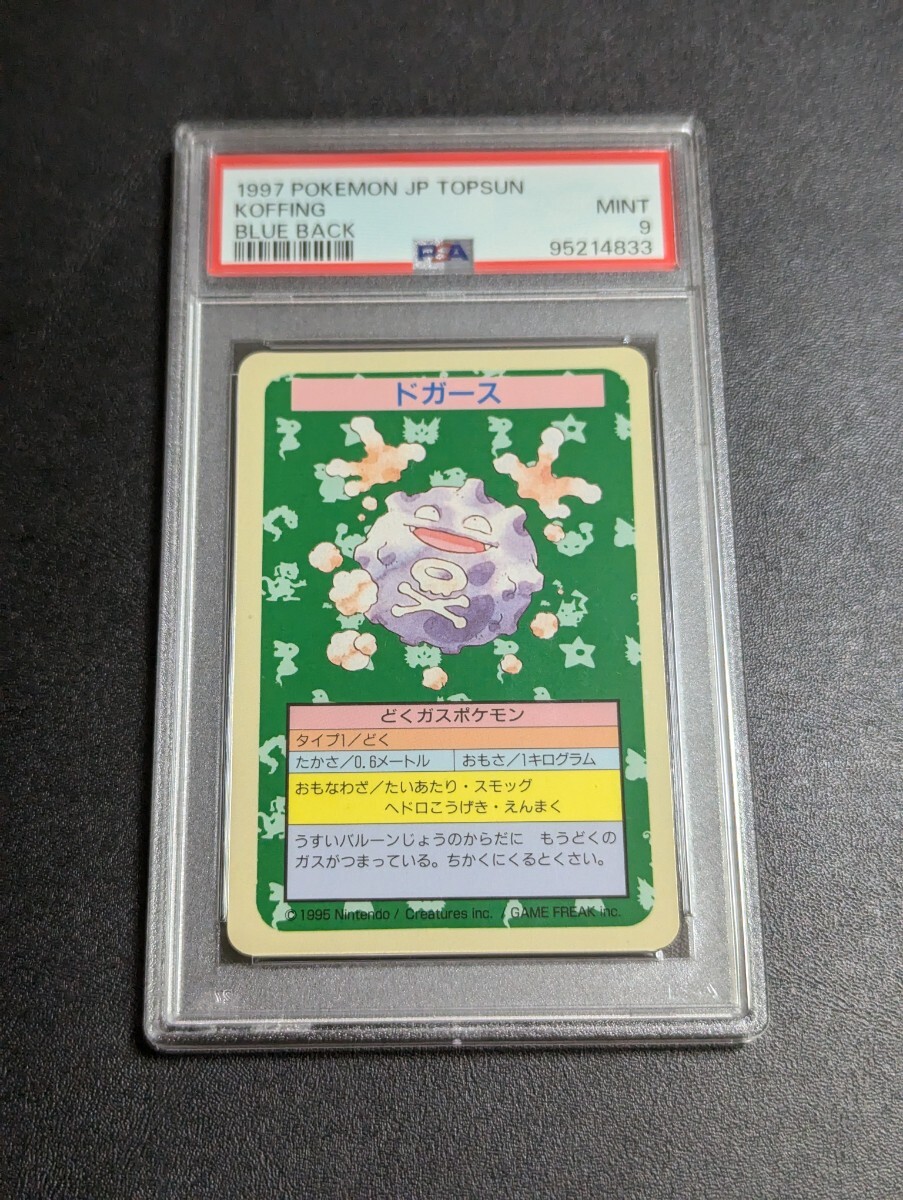 1997 POKEMON JP TOPSUN
KOFFING MINT
BLUE BACK 9
PSA 95214833
ドガース
どくガスポケモン
タイプ1/どく
たかさ/0.6メートル おもさ/1キログラム
おもなわざ/たいあたり・スモッグ
ヘドロこうげき・えんまく
うすいバルーンじょうのからだに もうどくの
ガスがつまっている。ちかくにくるとくさい。
©1995 Nintendo / Creatures inc. / GAME FREAK inc.